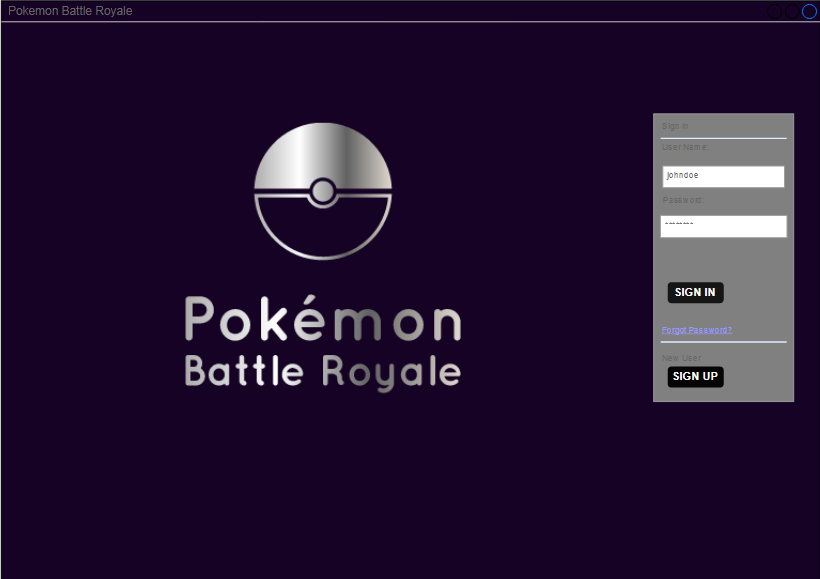 Pokemon Battle Royale
Pokémon
Battle Royale
Sign in
User Name:
johndoe
Password:
********
SIGN IN
Forgot Password?
New User
SIGN UP